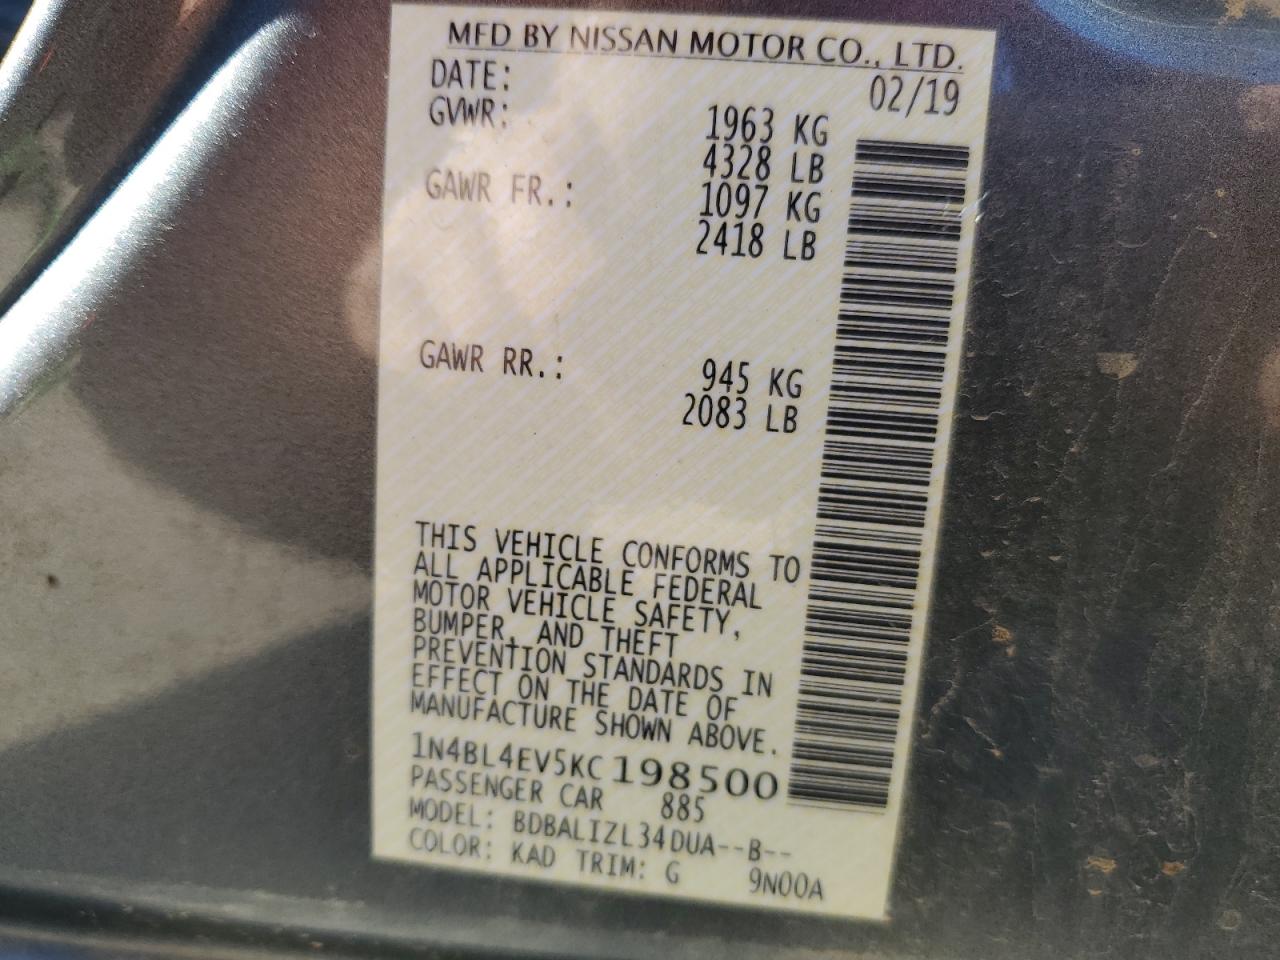 MFD BY NISSAN MOTOR CO., LTD.
DATE: 02/19
GVWR: 1963 KG
4328 LB
GAWR FR.: 1097 KG
2418 LB
GAWR RR.: 945 KG
2083 LB
THIS VEHICLE CONFORMS TO
ALL APPLICABLE FEDERAL
MOTOR VEHICLE SAFETY,
BUMPER, AND THEFT
PREVENTION STANDARDS IN
EFFECT ON THE DATE OF
MANUFACTURE SHOWN ABOVE.
1N4BL4EV5KC198500
PASSENGER CAR 885
MODEL: BDBALIZL34DUA--B--
COLOR: KAD TRIM: G 9N00A